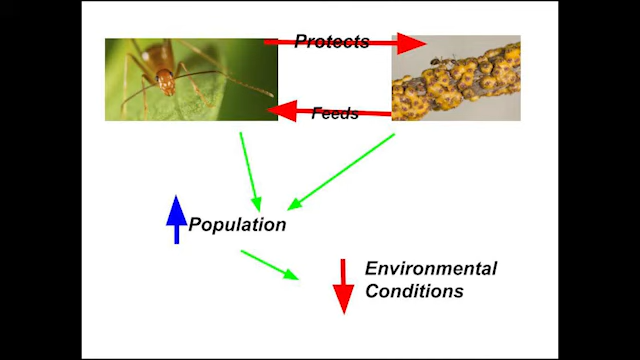 Protects
Feeds
Population
Environmental
Conditions